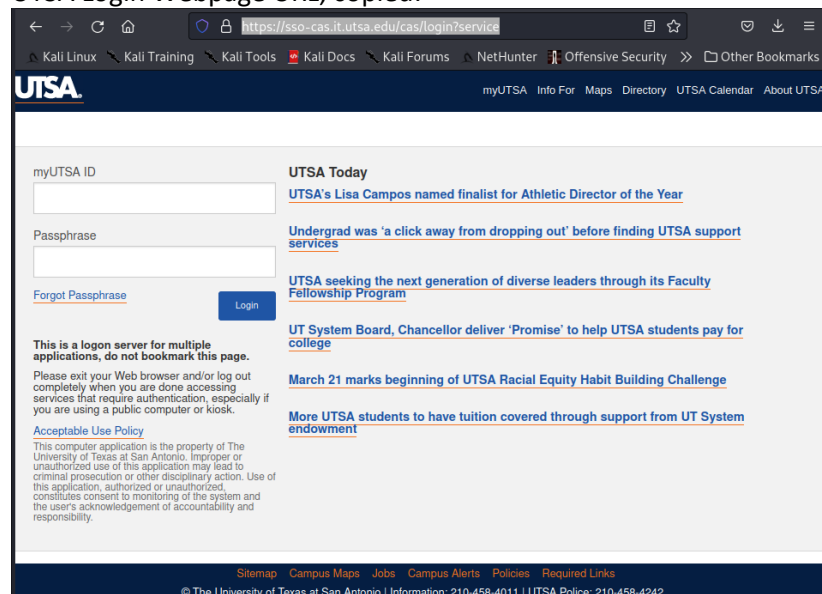 UTSA Login Webpage URL, copied:
https://sso-cas.it.utsa.edu/cas/login?service
Kali Linux Kali Training Kali Tools Kali Docs Kali Forums NetHunter Offensive Security Other Bookmarks
UTSA.
myUTSA Info For Maps Directory UTSA Calendar About UTSA
myUTSA ID
Passphrase
Forgot Passphrase
Login
This is a logon server for multiple
applications, do not bookmark this page.
Please exit your Web browser and/or log out
completely when you are done accessing
services that require authentication, especially if
you are using a public computer or kiosk.
Acceptable Use Policy
This computer application is the property of The
University of Texas at San Antonio. Improper or
unauthorized use of this application may lead to
criminal prosecution or other disciplinary action. Use of
this application, authorized or unauthorized,
constitutes consent to monitoring of the system and
the user's acknowledgement of accountability and
responsibility.
UTSA Today
UTSA's Lisa Campos named finalist for Athletic Director of the Year
Undergrad was ‘a click away from dropping out’ before finding UTSA support
services
UTSA seeking the next generation of diverse leaders through its Faculty
Fellowship Program
UT System Board, Chancellor deliver ‘Promise’ to help UTSA students pay for
college
March 21 marks beginning of UTSA Racial Equity Habit Building Challenge
More UTSA students to have tuition covered through support from UT System
endowment
Sitemap Campus Maps Jobs Campus Alerts Policies Required Links
© The University of Texas at San Antonio | Information: 210-458-4011 | UTSA Police: 210-458-4242